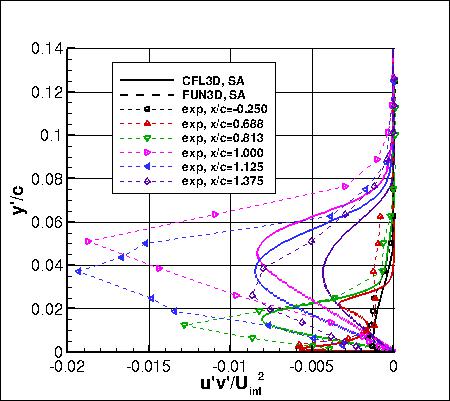 0.14
0.12
0.1
0.08
0.06
0.04
0.02
0
y'/c
CFL3D, SA
FUN3D, SA
exp, x/c=-0.250
exp, x/c=0.688
exp, x/c=0.813
exp, x/c=1.000
exp, x/c=1.125
exp, x/c=1.375
-0.02 -0.015 -0.01 -0.005 0
u'v'/U_inf^2